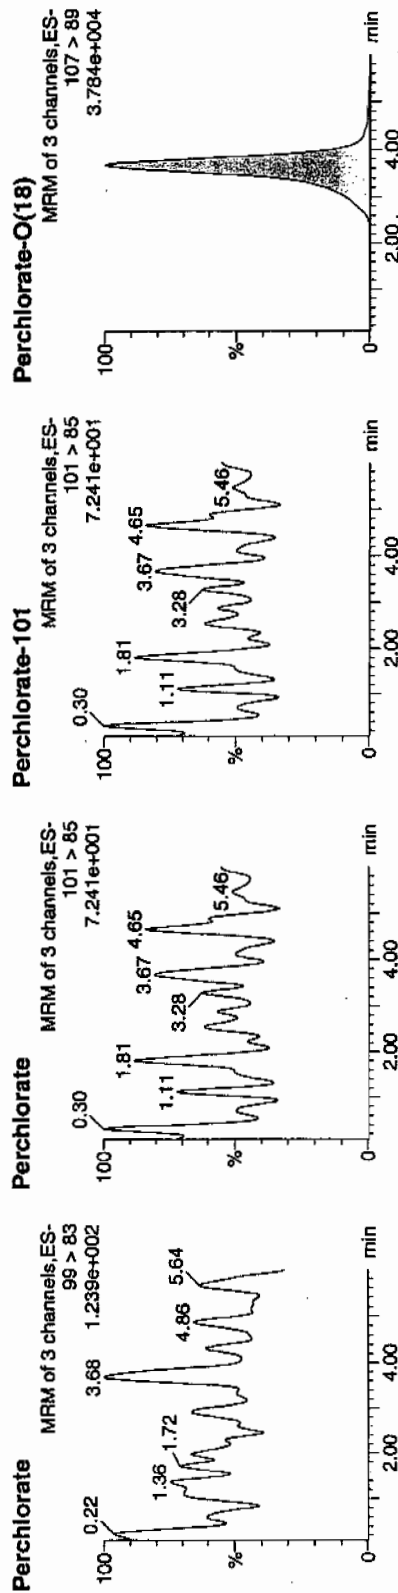 Perchlorate
MRM of 3 channels,ES-
99 > 83
1.239e+002
100
%
0
0.22
1.36
1.72
3.68
4.86
5.64
2.00
4.00
min
Perchlorate
MRM of 3 channels,ES-
101 > 85
7.241e+001
100
%
0
0.30
1.11
1.81
3.28
3.67
4.65
5.46
2.00
4.00
min
Perchlorate-101
MRM of 3 channels,ES-
101 > 85
7.241e+001
100
%
0
0.30
1.11
1.81
3.28
3.67
4.65
5.46
2.00
4.00
min
Perchlorate-O(18)
MRM of 3 channels,ES-
107 > 89
3.784e+004
100
%
0
2.00
4.00
min